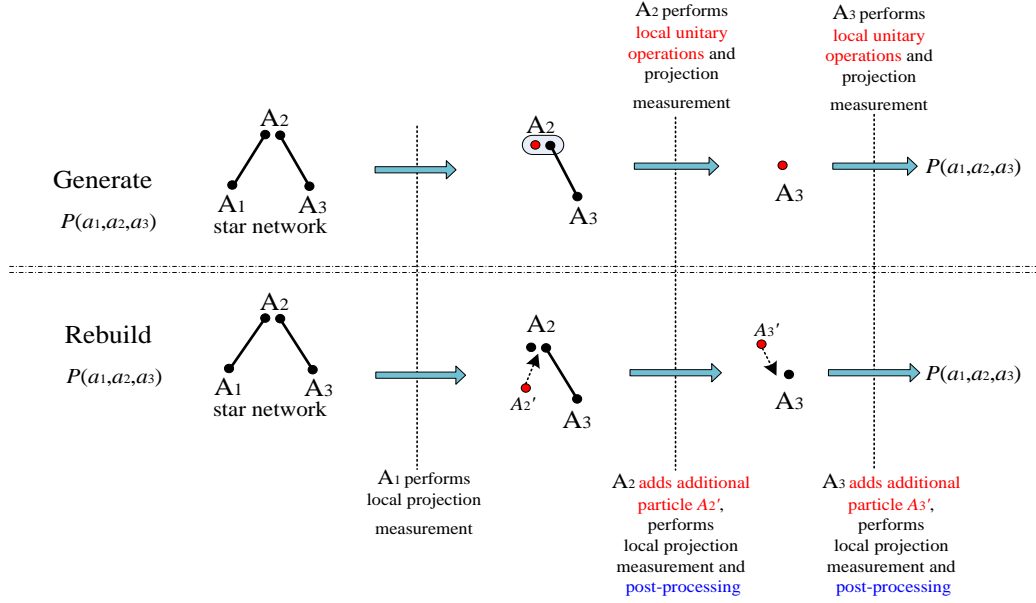 A2 performs
local unitary
operations and
projection
measurement
A3 performs
local unitary
operations and
projection
measurement
Generate
P(a1,a2,a3)
A2
A1
A3
star network
A2
A3
A3
P(a1,a2,a3)
Rebuild
P(a1,a2,a3)
A2
A1
A3
star network
A2
A2′
A3
A3′
A3
P(a1,a2,a3)
A1 performs
local projection
measurement
A2 adds additional
particle A2′,
performs
local projection
measurement and
post-processing
A3 adds additional
particle A3′,
performs
local projection
measurement and
post-processing